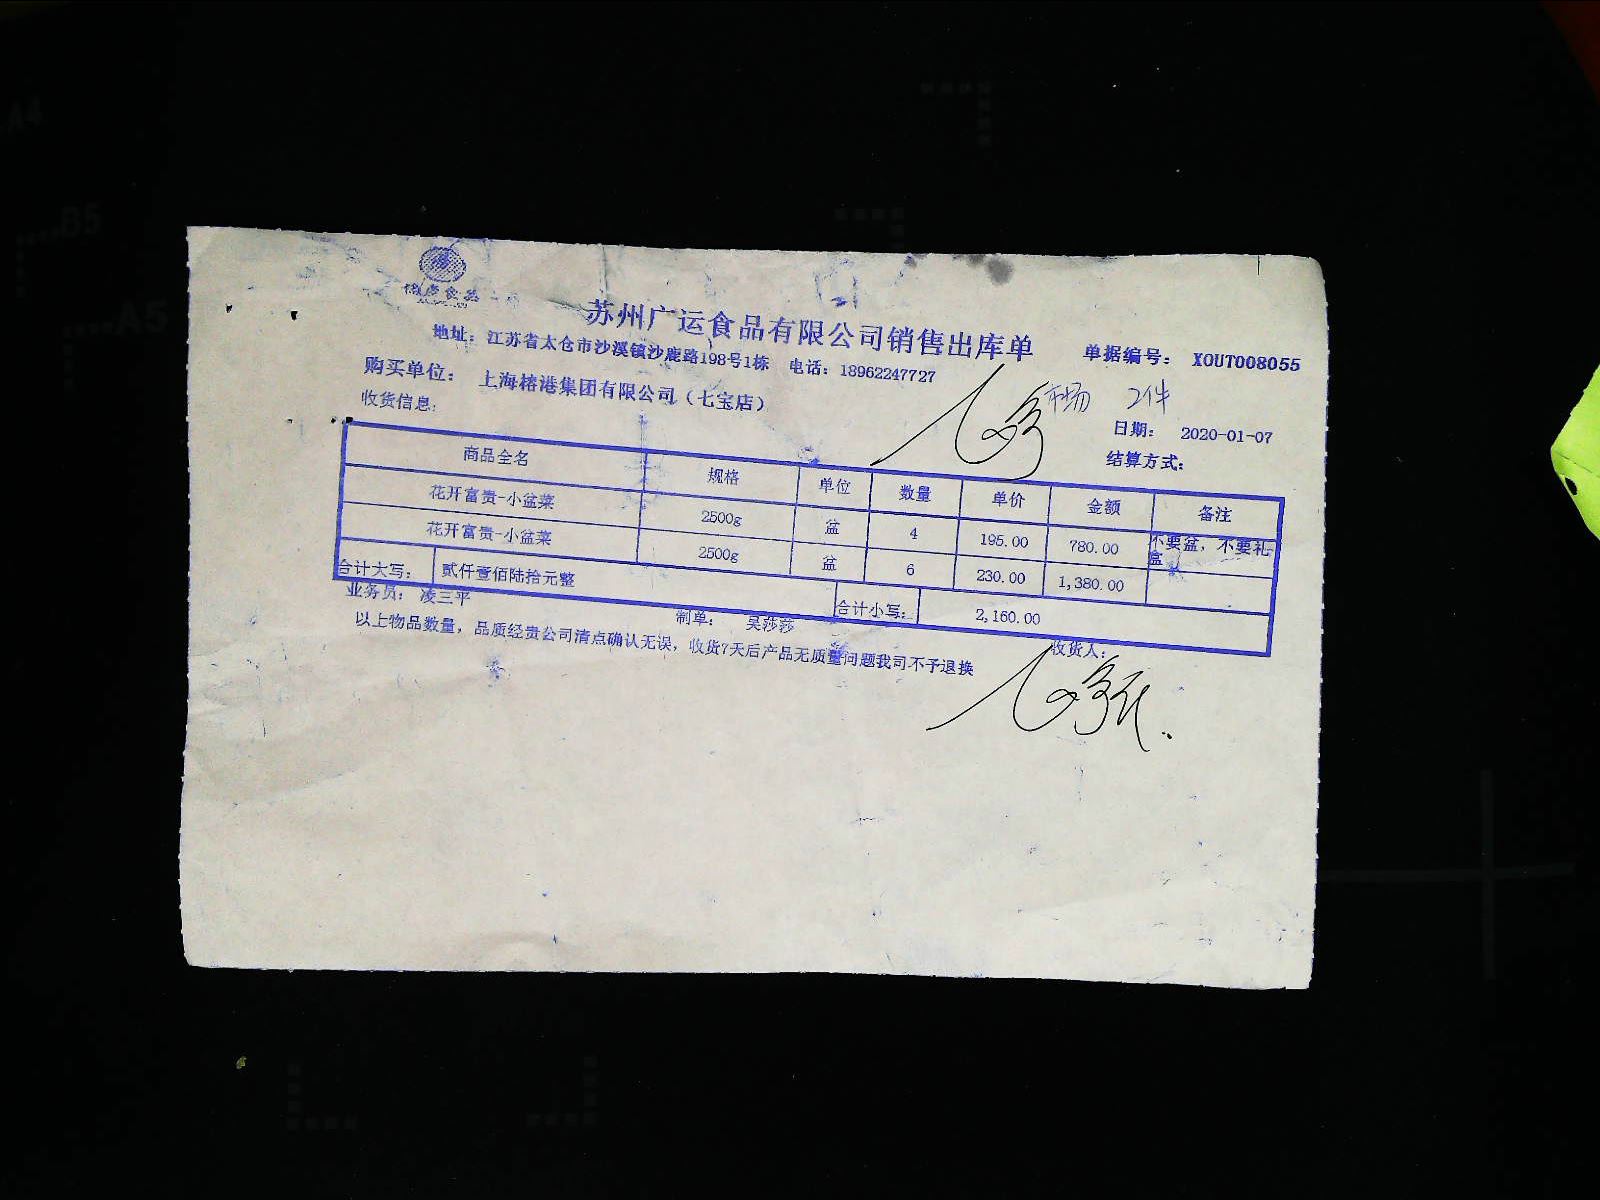 苏州广运食品有限公司销售出库单
地址：江苏省太仓市沙溪镇沙鹿路198号1栋 电话：18962247727 单据编号： XOUT008055
购买单位： 上海椿港集团有限公司（七宝店）
2件
收货信息: 日期： 2020-01-07
结算方式:
商品全名 规格 单位 数量 单价 金额 备注
花开富贵-小盆菜 2500g 盆 4 195.00 780.00 不要盆，不要礼盒
花开富贵-小盆菜 2500g 盆 6 230.00 1,380.00
合计大写： 贰仟壹佰陆拾元整 合计小写： 2,160.00
业务员： 凌三平 制单： 吴莎莎 收货人：
以上物品数量，品质经贵公司清点确认无误，收货7天后产品无质量问题我司不予退换
A4
B5
A5